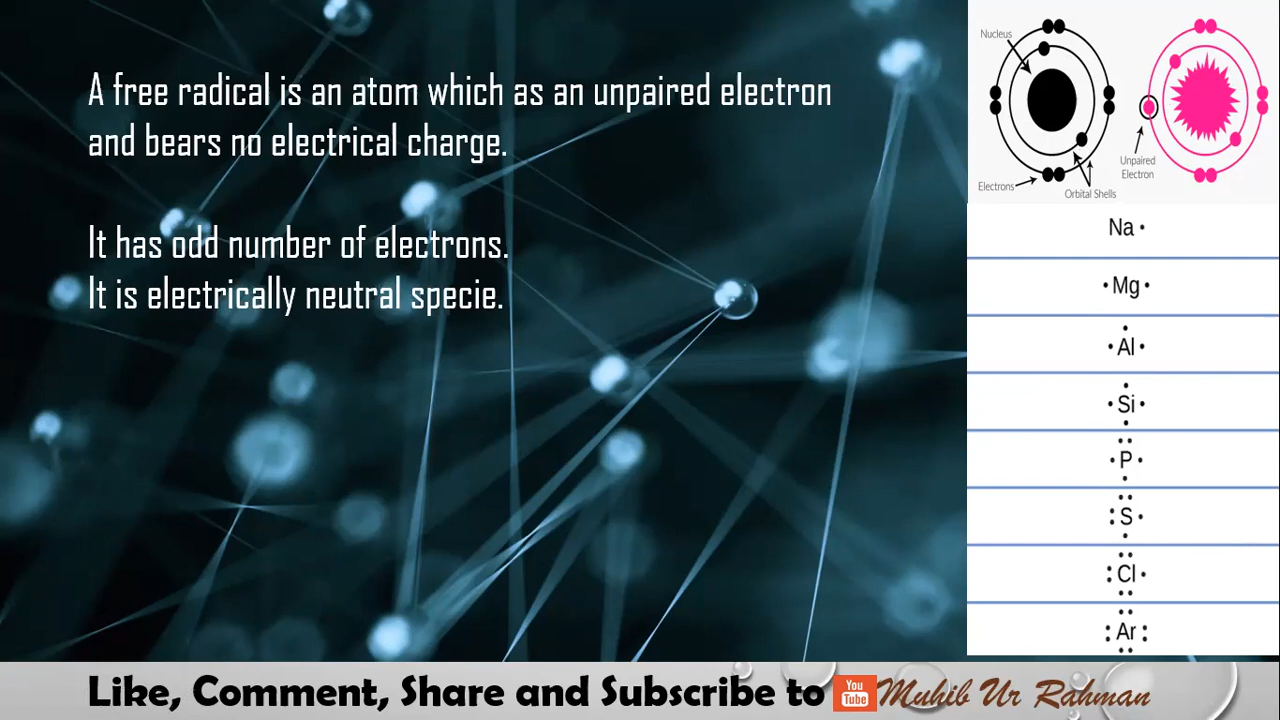 A free radical is an atom which as an unpaired electron
and bears no electrical charge.
It has odd number of electrons.
It is electrically neutral specie.
Nucleus
Electrons
Orbital Shells
Unpaired
Electron
Na
Mg
Al
Si
P
S
Cl
Ar
Like, Comment, Share and Subscribe to You Tube Muhib Ur Rahman